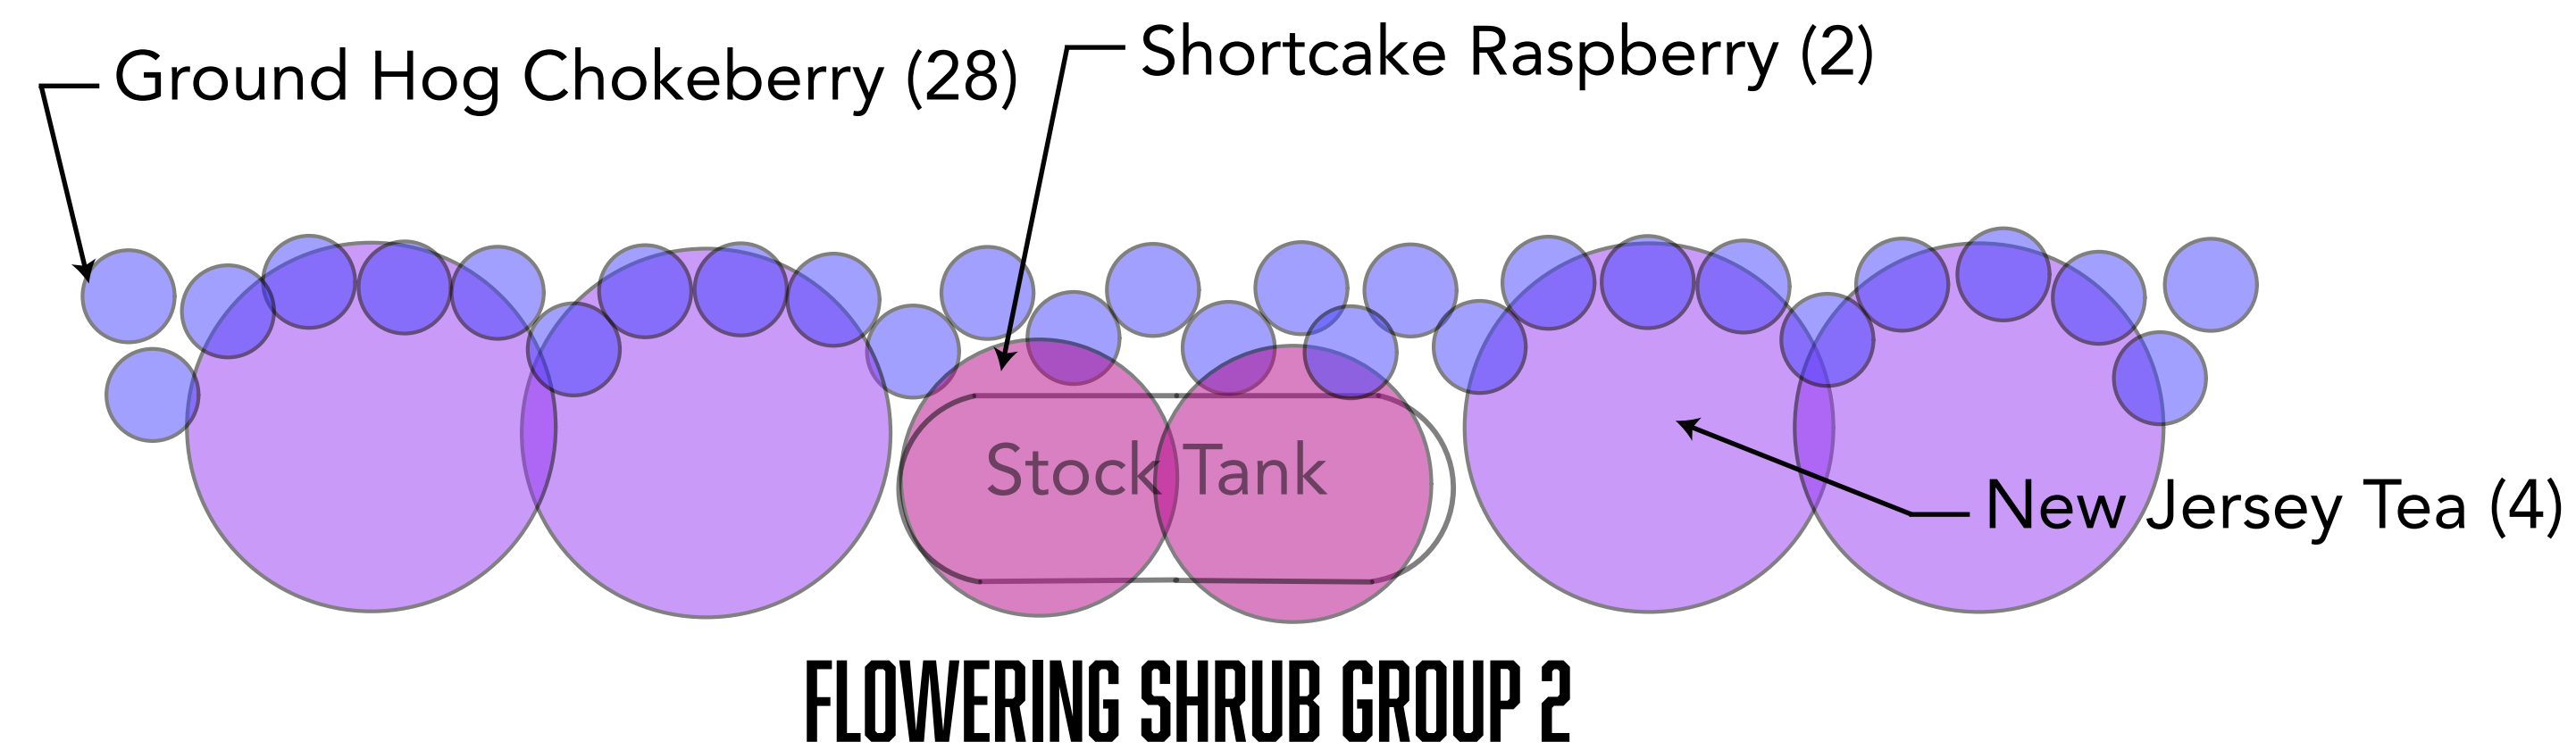 Ground Hog Chokeberry (28)
Shortcake Raspberry (2)
Stock Tank
New Jersey Tea (4)
FLOWERING SHRUB GROUP 2